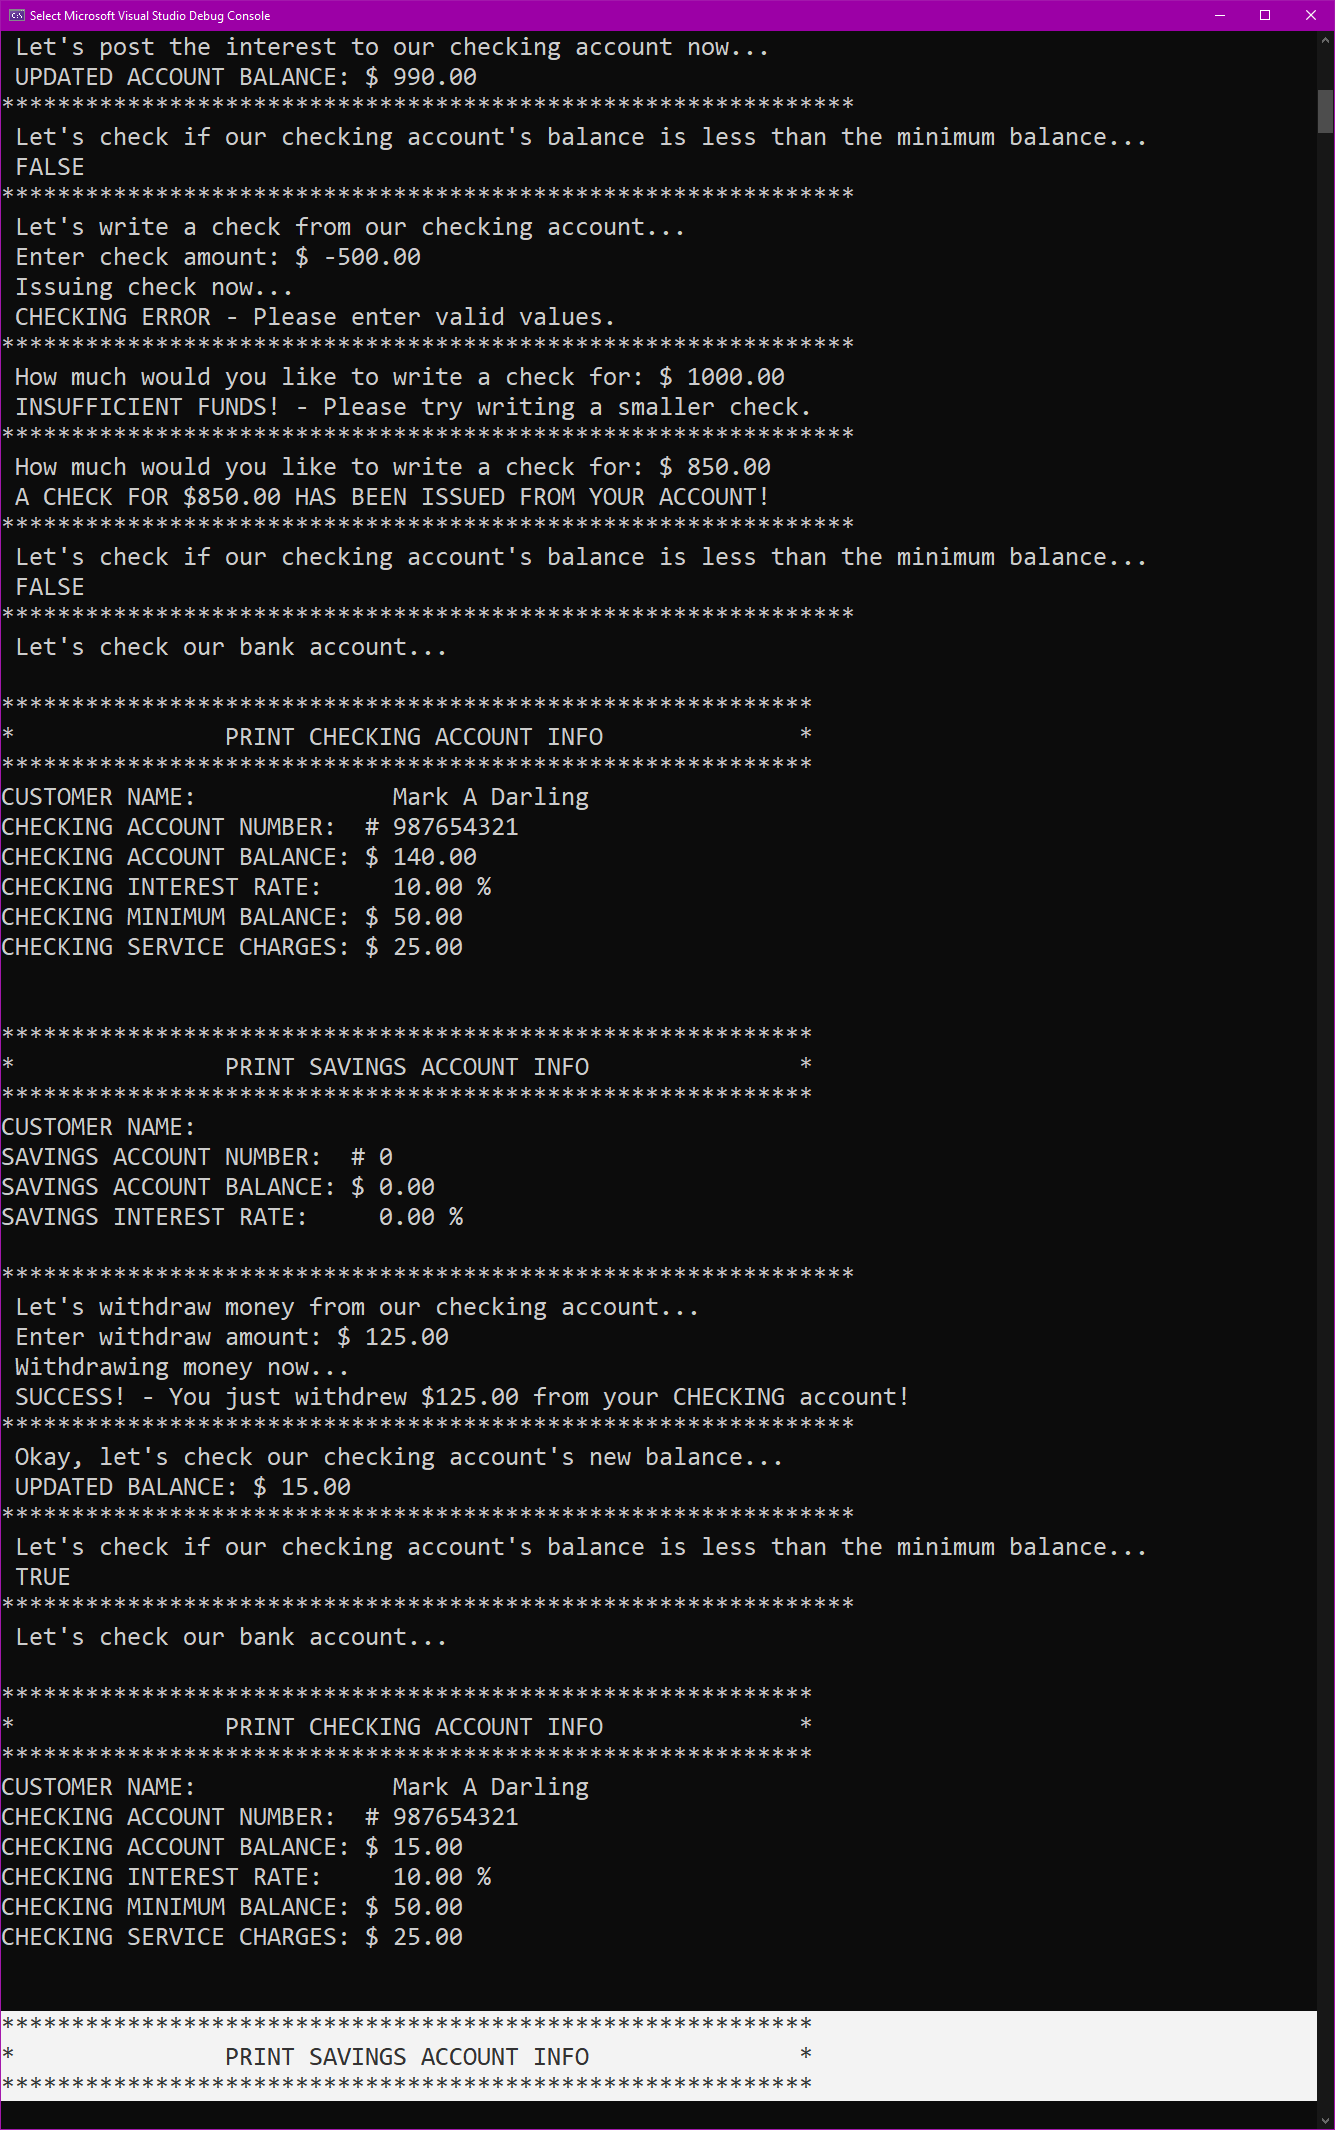 Select Microsoft Visual Studio Debug Console
Let's post the interest to our checking account now...
UPDATED ACCOUNT BALANCE: $ 990.00
*************************************************************
Let's check if our checking account's balance is less than the minimum balance...
FALSE
*************************************************************
Let's write a check from our checking account...
Enter check amount: $ -500.00
Issuing check now...
CHECKING ERROR - Please enter valid values.
*************************************************************
How much would you like to write a check for: $ 1000.00
INSUFFICIENT FUNDS! - Please try writing a smaller check.
*************************************************************
How much would you like to write a check for: $ 850.00
A CHECK FOR $850.00 HAS BEEN ISSUED FROM YOUR ACCOUNT!
*************************************************************
Let's check if our checking account's balance is less than the minimum balance...
FALSE
*************************************************************
Let's check our bank account...
**********************************************************
* PRINT CHECKING ACCOUNT INFO *
**********************************************************
CUSTOMER NAME: Mark A Darling
CHECKING ACCOUNT NUMBER: # 987654321
CHECKING ACCOUNT BALANCE: $ 140.00
CHECKING INTEREST RATE: 10.00 %
CHECKING MINIMUM BALANCE: $ 50.00
CHECKING SERVICE CHARGES: $ 25.00
**********************************************************
* PRINT SAVINGS ACCOUNT INFO *
**********************************************************
CUSTOMER NAME:
SAVINGS ACCOUNT NUMBER: # 0
SAVINGS ACCOUNT BALANCE: $ 0.00
SAVINGS INTEREST RATE: 0.00 %
*************************************************************
Let's withdraw money from our checking account...
Enter withdraw amount: $ 125.00
Withdrawing money now...
SUCCESS! - You just withdrew $125.00 from your CHECKING account!
*************************************************************
Okay, let's check our checking account's new balance...
UPDATED BALANCE: $ 15.00
*************************************************************
Let's check if our checking account's balance is less than the minimum balance...
TRUE
*************************************************************
Let's check our bank account...
**********************************************************
* PRINT CHECKING ACCOUNT INFO *
**********************************************************
CUSTOMER NAME: Mark A Darling
CHECKING ACCOUNT NUMBER: # 987654321
CHECKING ACCOUNT BALANCE: $ 15.00
CHECKING INTEREST RATE: 10.00 %
CHECKING MINIMUM BALANCE: $ 50.00
CHECKING SERVICE CHARGES: $ 25.00
**********************************************************
* PRINT SAVINGS ACCOUNT INFO *
**********************************************************